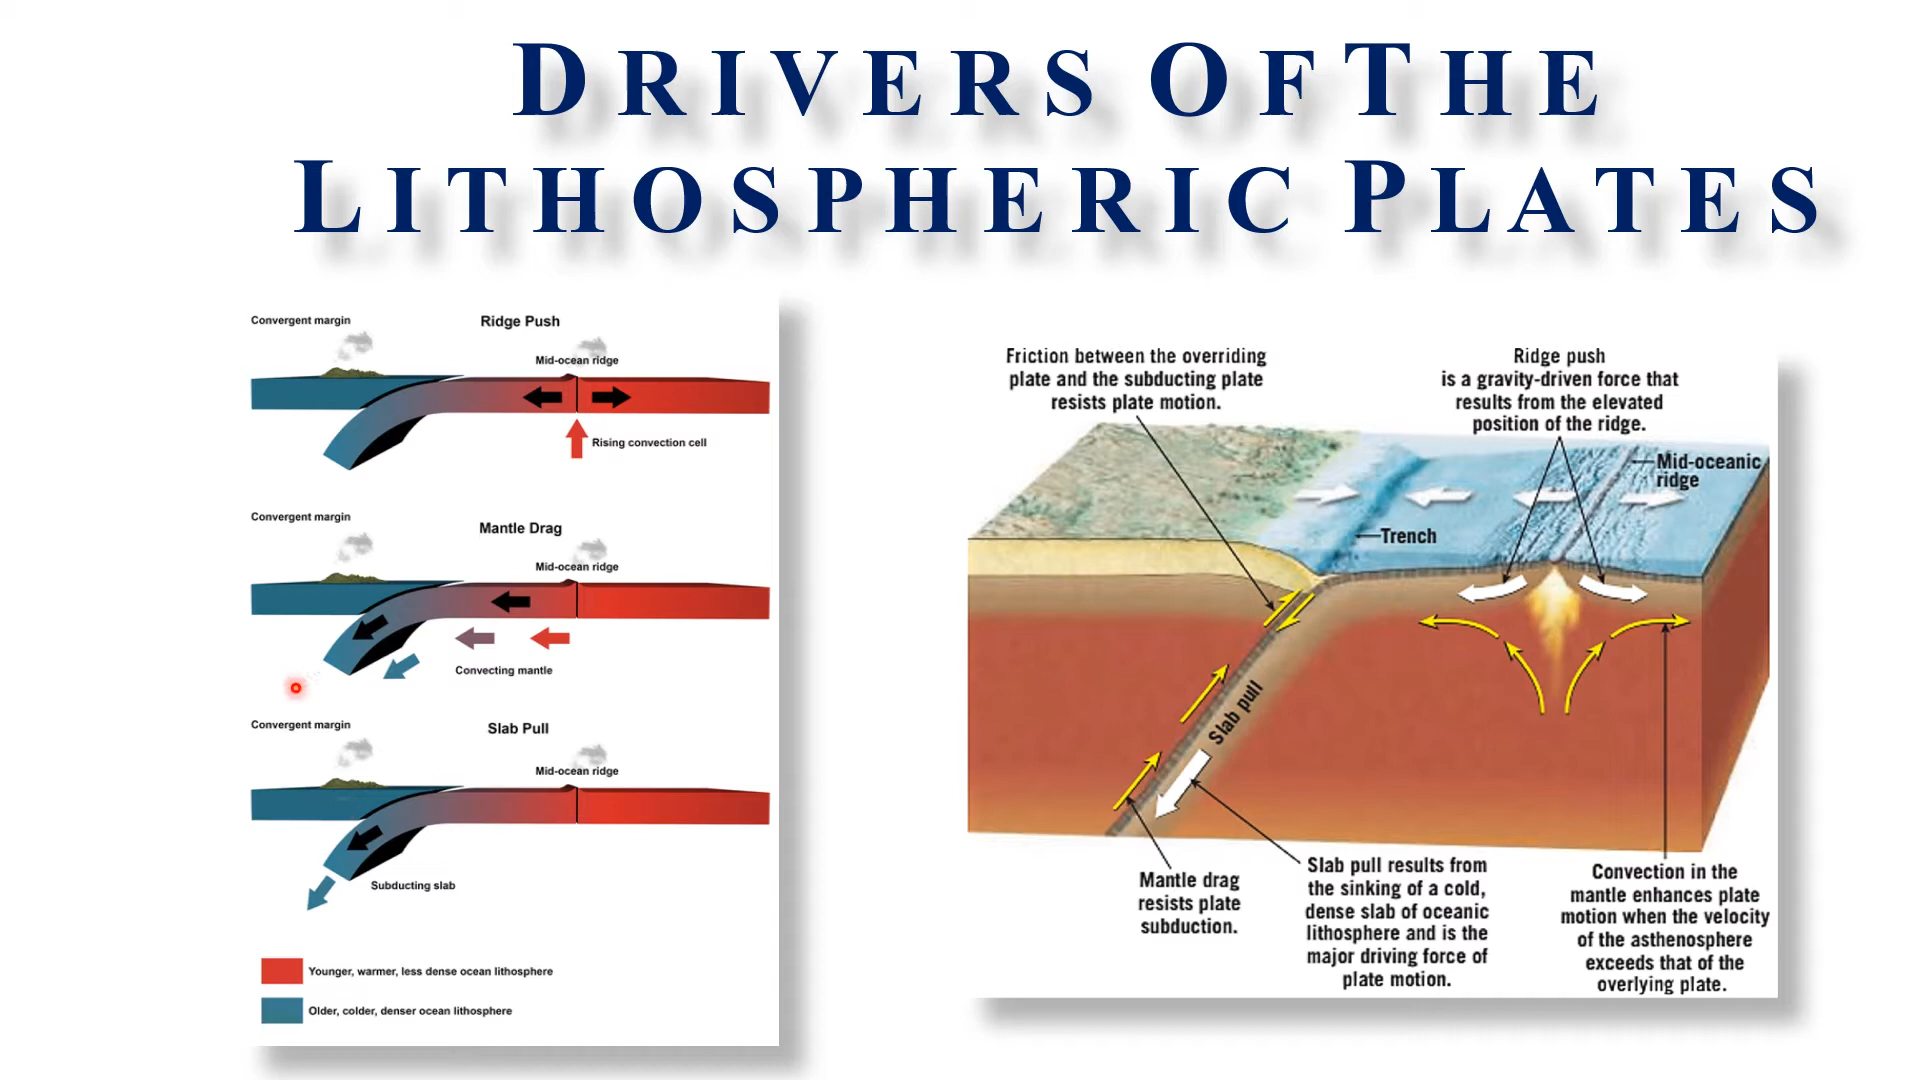 DRIVERS OFTHE
LITHOSPHERIC PLATES
Convergent margin
Ridge Push
Mid-ocean ridge
Rising convection cell
Convergent margin
Mantle Drag
Mid-ocean ridge
Convecting mantle
Convergent margin
Slab Pull
Mid-ocean ridge
Subducting slab
Younger, warmer, less dense ocean lithosphere
Older, colder, denser ocean lithosphere
Friction between the overriding
plate and the subducting plate
resists plate motion.
Ridge push
is a gravity-driven force that
results from the elevated
position of the ridge.
Mid-oceanic
ridge
Trench
Slab pull
Mantle drag
resists plate
subduction.
Slab pull results from
the sinking of a cold,
dense slab of oceanic
lithosphere and is the
major driving force of
plate motion.
Convection in the
mantle enhances plate
motion when the velocity
of the asthenosphere
exceeds that of the
overlying plate.